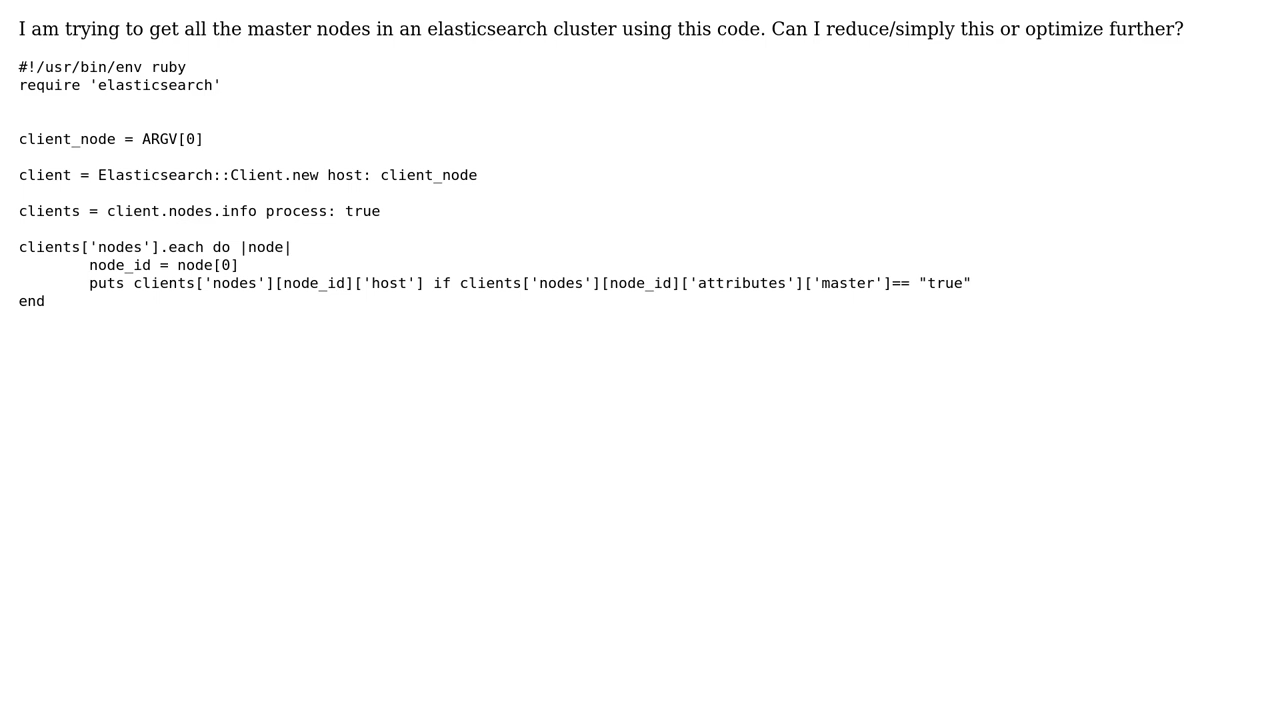 I am trying to get all the master nodes in an elasticsearch cluster using this code. Can I reduce/simply this or optimize further?
#!/usr/bin/env ruby
require 'elasticsearch'
client_node = ARGV[0]
client = Elasticsearch::Client.new host: client_node
clients = client.nodes.info process: true
clients['nodes'].each do |node|
        node_id = node[0]
        puts clients['nodes'][node_id]['host'] if clients['nodes'][node_id]['attributes']['master']== "true"
end